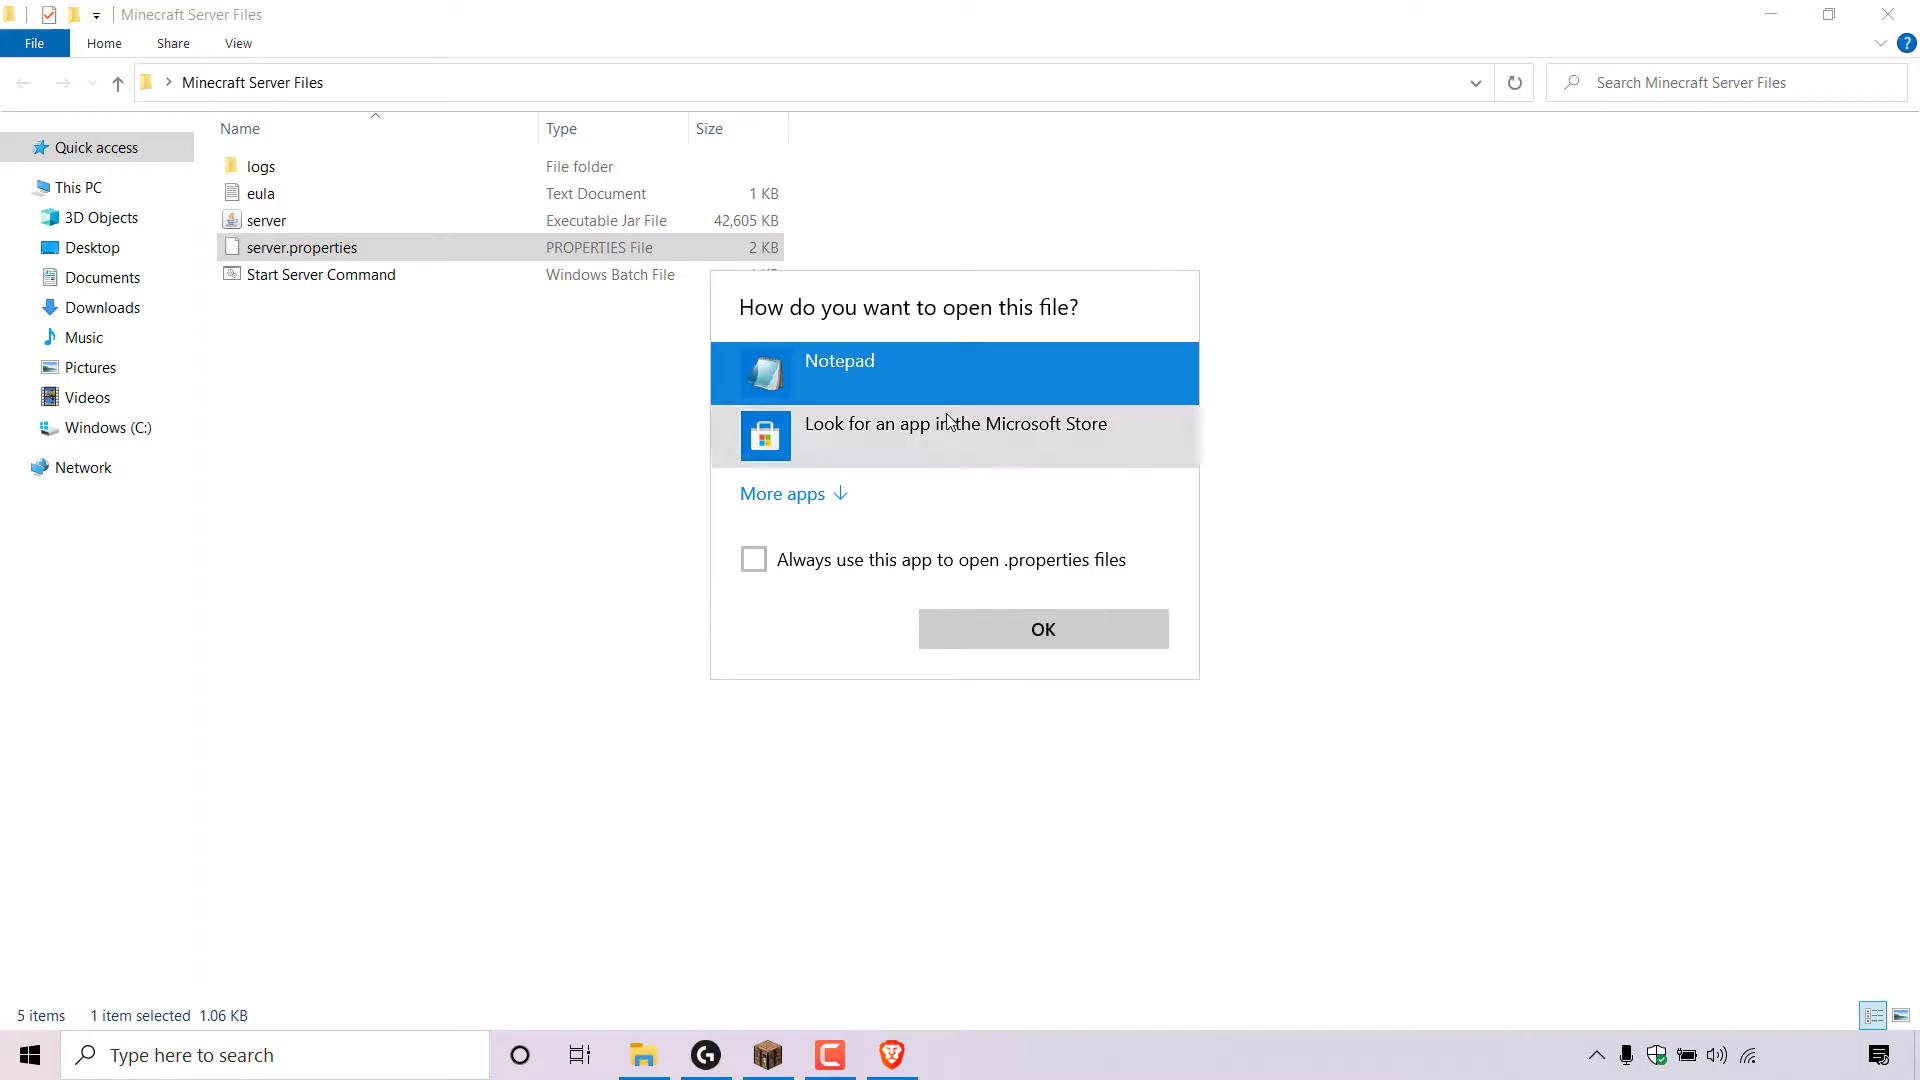 Minecraft Server Files
File
Home
Share
View
?
Minecraft Server Files
Search Minecraft Server Files
Name
Type
Size
Quick access
This PC
3D Objects
Desktop
Documents
Downloads
Music
Pictures
Videos
Windows (C:)
Network
logs
File folder
eula
Text Document
1 KB
server
Executable Jar File
42,605 KB
server.properties
PROPERTIES File
2 KB
Start Server Command
Windows Batch File
How do you want to open this file?
Notepad
Look for an app in the Microsoft Store
More apps
Always use this app to open .properties files
OK
5 items
1 item selected 1.06 KB
Type here to search